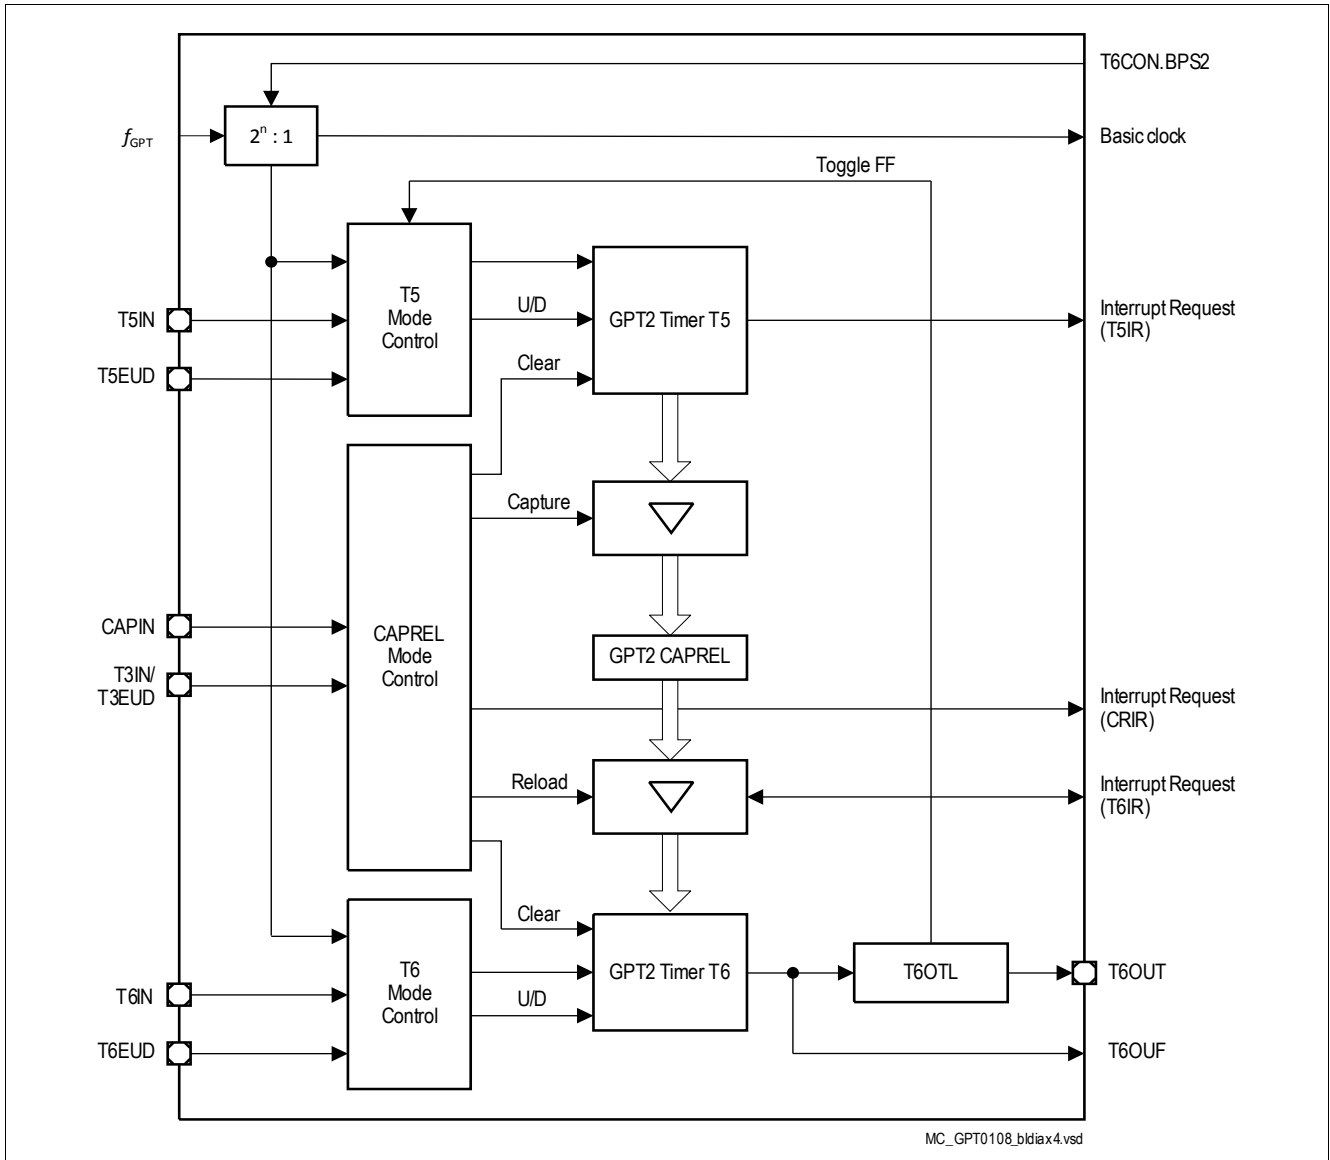 T6CON.BPS2
fGPT
2n : 1
Basic clock
Toggle FF
T5
Mode
Control
U/D
GPT2 Timer T5
Interrupt Request
(T5IR)
T5IN
T5EUD
Clear
Capture
CAPIN
T3IN/
T3EUD
CAPREL
Mode
Control
GPT2 CAPREL
Interrupt Request
(CRIR)
Reload
Interrupt Request
(T6IR)
Clear
T6
Mode
Control
U/D
GPT2 Timer T6
T6OTL
T6OUT
T6IN
T6EUD
T6OUF
MC_GPT0108_bldiax4.vsd